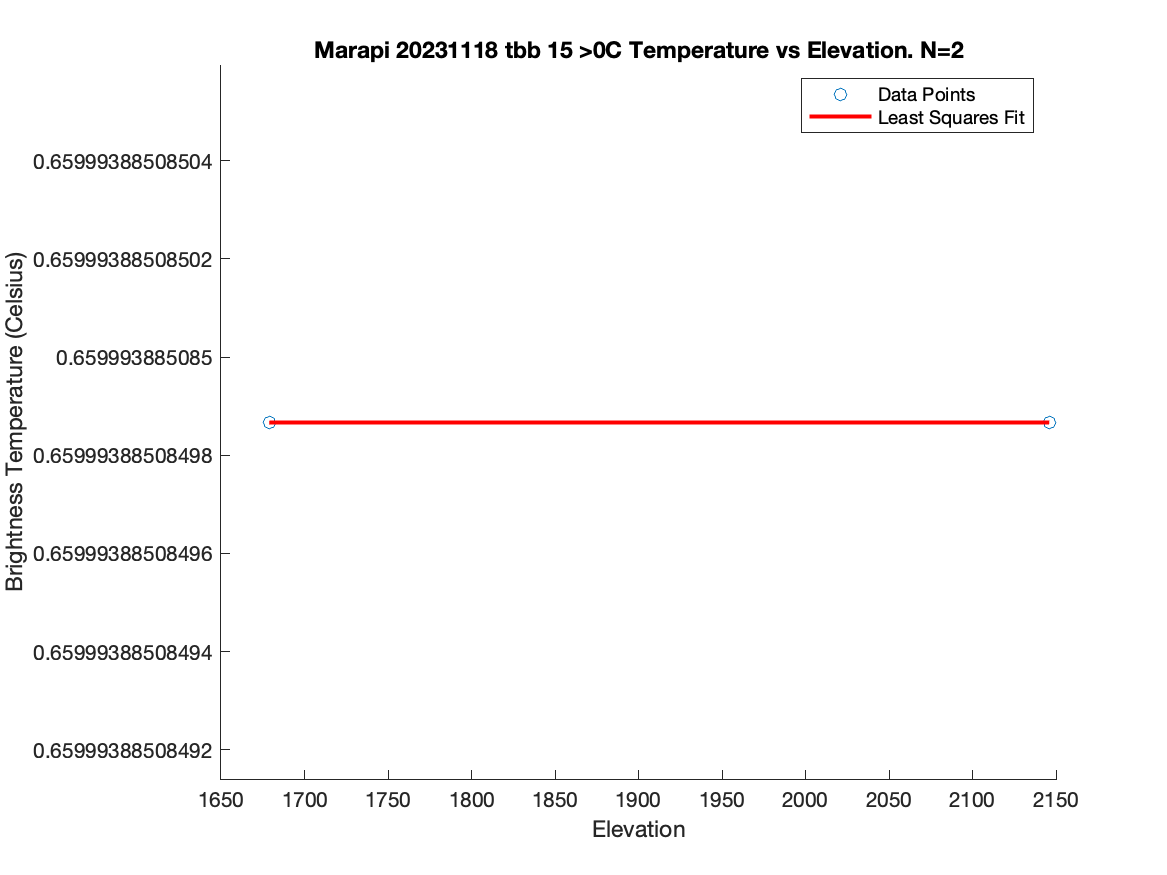 Marapi 20231118 tbb 15 >0C Temperature vs Elevation. N=2
Data Points
Least Squares Fit
Brightness Temperature (Celsius)
0.65999388508504
0.65999388508502
0.659993885085
0.65999388508498
0.65999388508496
0.65999388508494
0.65999388508492
1650 1700 1750 1800 1850 1900 1950 2000 2050 2100 2150
Elevation